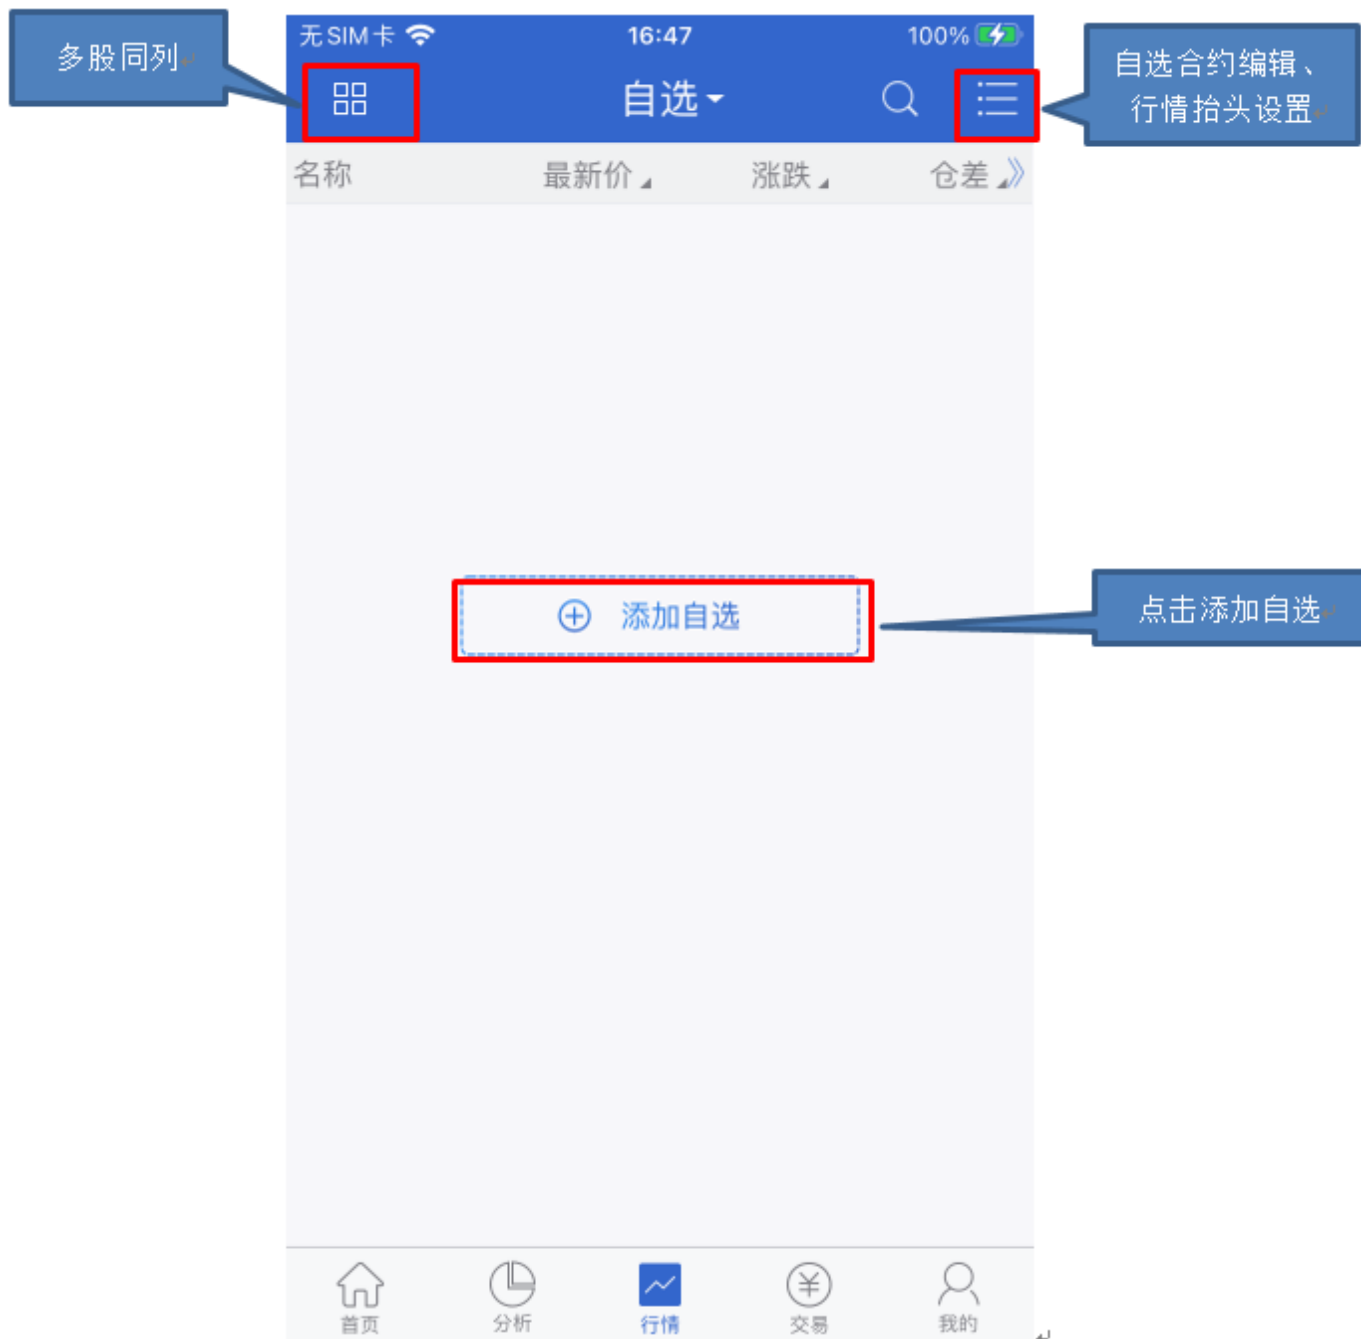 多股同列
无SIM卡 16:47 100%
自选
自选合约编辑、
行情抬头设置
名称 最新价 涨跌 仓差
添加自选
点击添加自选
首页 分析 行情 交易 我的